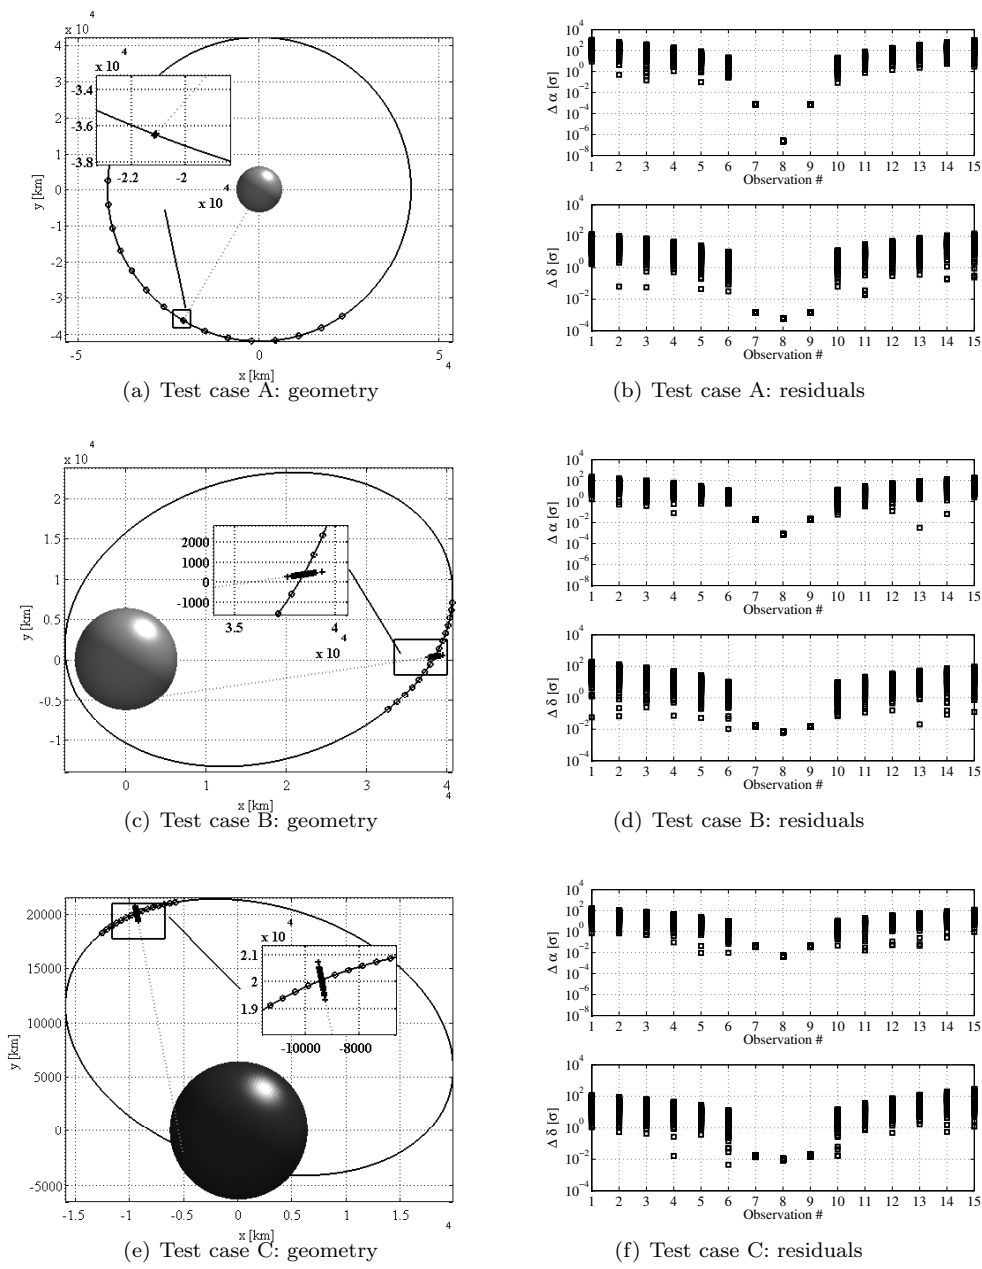 x 10 4
4
3
2
1
0
-1
-2
-3
-4
y [km]
-5 0 5 4
x [km]
x 10 4
-3.4
-3.6
-3.8
-2.2 -2
x 10 4
(a) Test case A: geometry
10^4
10^2
10^0
10^-2
10^-4
10^-6
10^-8
Δ α [σ]
1 2 3 4 5 6 7 8 9 10 11 12 13 14 15
Observation #
10^4
10^2
10^0
10^-2
10^-4
Δ δ [σ]
1 2 3 4 5 6 7 8 9 10 11 12 13 14 15
Observation #
(b) Test case A: residuals
x 10 4
2
1.5
1
0.5
0
-0.5
-1
y [km]
0 1 2 3 4 4
x [km]
2000
1000
0
-1000
3.5 4 4
x 10
(c) Test case B: geometry
10^4
10^2
10^0
10^-2
10^-4
10^-6
10^-8
Δ α [σ]
1 2 3 4 5 6 7 8 9 10 11 12 13 14 15
Observation #
10^4
10^2
10^0
10^-2
10^-4
Δ δ [σ]
1 2 3 4 5 6 7 8 9 10 11 12 13 14 15
Observation #
(d) Test case B: residuals
20000
15000
10000
5000
0
-5000
y [km]
-1.5 -1 -0.5 0 0.5 1 1.5 4
x [km]
x 10 4
2.1
2
1.9
-10000 -8000
(e) Test case C: geometry
10^4
10^2
10^0
10^-2
10^-4
10^-6
10^-8
Δ α [σ]
1 2 3 4 5 6 7 8 9 10 11 12 13 14 15
Observation #
10^4
10^2
10^0
10^-2
10^-4
Δ δ [σ]
1 2 3 4 5 6 7 8 9 10 11 12 13 14 15
Observation #
(f) Test case C: residuals